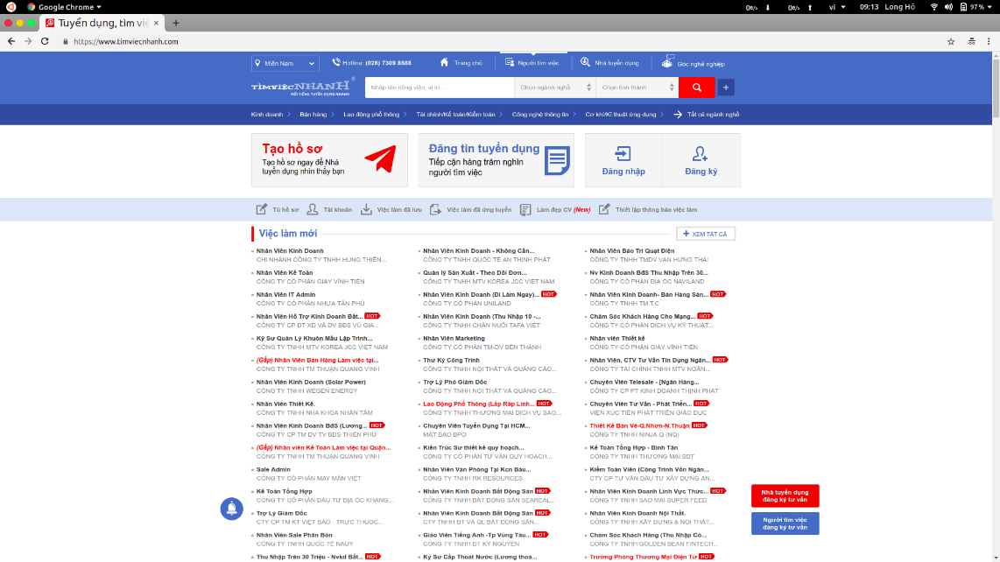 Google Chrome
0B/s
0B/s
vi
09:13
Long Hồ
97 %
Tuyển dụng, tìm việ
https://www.timviecnhanh.com
Miền Nam
Hotline: (028) 7309 8888
Trang chủ
Người tìm việc
Nhà tuyển dụng
Góc nghề nghiệp
TÌMVIỆCNHANH
NỔI TIẾNG TUYỂN DỤNG NHANH
Nhập tên công việc, vị trí...
Chọn ngành nghề
Chọn tỉnh thành
Kinh doanh
Bán hàng
Lao động phổ thông
Tài chính/Kế toán/Kiểm toán
Công nghệ thông tin
Cơ khí/Kĩ thuật ứng dụng
Tất cả ngành nghề
Tạo hồ sơ
Tạo hồ sơ ngay để Nhà
tuyển dụng nhìn thấy bạn
Đăng tin tuyển dụng
Tiếp cận hàng trăm nghìn
người tìm việc
Đăng nhập
Đăng ký
Tủ hồ sơ
Tài khoản
Việc làm đã lưu
Việc làm đã ứng tuyển
Làm đẹp CV (New)
Thiết lập thông báo việc làm
Việc làm mới
XEM TẤT CẢ
Nhân Viên Kinh Doanh
CHI NHÁNH CÔNG TY TNHH HÙNG THIÊN...
Nhân Viên Kinh Doanh - Không Cần...
CÔNG TY TNHH QUỐC TẾ AN THỊNH PHÁT
Nhân Viên Bảo Trì Quạt Điện
CÔNG TY TNHH TMDV VẠN HƯNG THÁI
Nhân Viên Kế Toán
CÔNG TY CỔ PHẦN GIẤY VĨNH TIẾN
Quản lý Sản Xuất - Theo Dõi Đơn...
CÔNG TY TNHH MTV KOREA JCC VIỆT NAM
Nv Kinh Doanh BđS Thu Nhập Trên 30...
CÔNG TY CỔ PHẦN ĐỊA ỐC NAVILAND
Nhân Viên IT Admin
CÔNG TY CỔ PHẦN NHỰA TÂN PHÚ
Nhân Viên Kinh Doanh (Đi Làm Ngay)... HOT
CÔNG TY CỔ PHẦN UNILAND
Nhân Viên Kinh Doanh- Bán Hàng Sản... HOT
CÔNG TY TNHH TM T.C
Nhân Viên Hỗ Trợ Kinh Doanh Bất... HOT
CÔNG TY CP ĐT XD VÀ DV BĐS VŨ GIA...
Nhân Viên Kinh Doanh (Thu Nhập 10 -...
CÔNG TY TNHH CHĂN NUÔI TAFA VIỆT
Chăm Sóc Khách Hàng Cho Mạng... HOT
CÔNG TY CỔ PHẦN DỊCH VỤ KỸ THUẬT...
Kỹ Sư Quản Lý Khuôn Mẫu Lập Trình...
CÔNG TY TNHH MTV KOREA JCC VIỆT NAM
Nhân Viên Marketing
CÔNG TY CỔ PHẦN TM-DV BẾN THÀNH
Nhân viên Thiết kế
CÔNG TY CỔ PHẦN GIẤY VĨNH TIẾN
(Gấp) Nhân Viên Bán Hàng Làm việc tại...
CÔNG TY TNHH TM THUẬN QUANG VINH
Thư Ký Công Trình
CÔNG TY TNHH NỘI THẤT VÀ QUẢNG CÁO...
Nhân Viên, CTV Tư Vấn Tín Dụng Ngân... HOT
CÔNG TY TÀI CHÍNH TNHH MTV NGÂN...
Nhân Viên Kinh Doanh (Solar Power)
CÔNG TY TNHH WEGEN ENERGY
Trợ Lý Phó Giám Đốc
CÔNG TY TNHH NỘI THẤT VÀ QUẢNG CÁO...
Chuyên Viên Telesale - [Ngân Hàng...
CÔNG TY CP PT KINH DOANH THỊNH PHÁT
Nhân Viên Thiết Kế.
CÔNG TY TNHH NHA KHOA NHÂN TÂM
Lao Động Phổ Thông (Lắp Ráp Linh... HOT
CÔNG TY TNHH THƯƠNG MẠI DỊCH VỤ SAO...
Chuyên Viên Tư Vấn - Phát Triển... HOT
VIỆN XÚC TIẾN PHÁT TRIỂN GIÁO DỤC
Nhân Viên Kinh Doanh BđS (Lương... HOT
CÔNG TY CP TM DV TV BĐS THIÊN PHÚ
Chuyên Viên Tuyển Dụng Tại HCM...
MẮT BÃO BPO
Thiết Kế Bản Vẽ-Q.Nhơn-N.Thuận HOT
CÔNG TY TNHH NINJA Q (NQ)
(Gấp) Nhân viên Kế Toán Làm việc tại Quận...
CÔNG TY TNHH TM THUẬN QUANG VINH
Kiến Trúc Sư thiết kế quy hoạch...
CÔNG TY CỔ PHẦN TƯ VẤN QUY HOẠCH...
Kế Toán Tổng Hợp - Bình Tân
CÔNG TY TNHH THƯƠNG MẠI BBT
Sale Admin
CÔNG TY CỔ PHẦN MAY MẶN VIỆT
Nhân Viên Văn Phòng Tại Kcn Bàu...
CÔNG TY TNHH RK RESOURCES
Kiểm Toán Viên (Công Trình Vốn Ngân...
CTY CP TƯ VẤN ĐẦU TƯ XÂY DỰNG AN...
Kế Toán Tổng Hợp
CÔNG TY CỔ PHẦN ĐẦU TƯ ĐỊA ỐC KHANG...
Nhân Viên Kinh Doanh Bất Động Sản HOT
CÔNG TY TNHH BẤT ĐỘNG SẢN SEAREAL...
Nhân Viên Kinh Doanh Lĩnh Vực Thức... HOT
CÔNG TY TNHH SAO MAI SUPER FEED
Trợ Lý Giám Đốc
CTY CP TM KT VIỆT BÁO - TRỰC THUỘC...
Nhân Viên Kinh Doanh Bất Động Sản HOT
CTY TNHH ĐT VÀ QL BẤT ĐỘNG SẢN...
Nhân Viên Kinh Doanh Nội Thất.
CÔNG TY TNHH XÂY DỰNG & NỘI THẤT...
Nhân Viên Sale Phân Bón
CÔNG TY TNHH QUỐC TẾ NAUY
Giáo Viên Tiếng Anh -Tp Vũng Tàu... HOT
CÔNG TY TNHH ĐT KỶ NGUYÊN
Chăm Sóc Khách Hàng (Thu Nhập Cố...
CÔNG TY TNHH GOLDEN BEAN FINTECH...
Thu Nhập Trên 30 Triệu - Nvkd Bất... HOT
Kỹ Sư Cấp Thoát Nước (Lương thoả...
Trưởng Phòng Thương Mại Điện Tử HOT
Nhà tuyển dụng
đăng ký tư vấn
Người tìm việc
đăng ký tư vấn